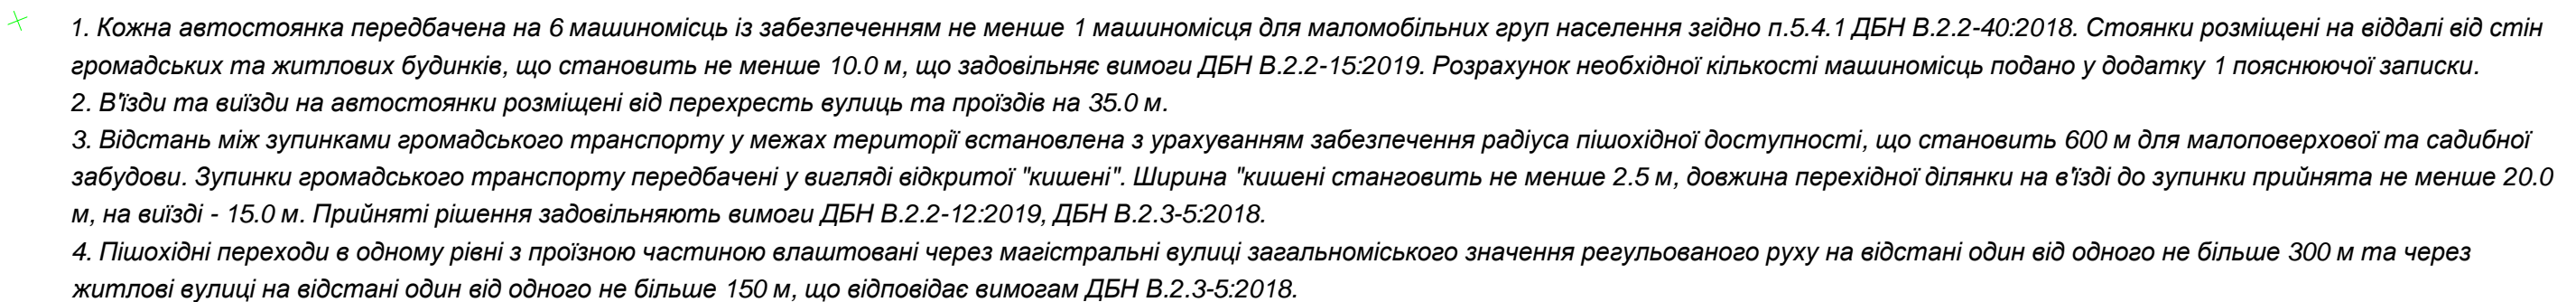 1. Кожна автостоянка передбачена на 6 машиномісць із забезпеченням не менше 1 машиномісця для маломобільних груп населення згідно п.5.4.1 ДБН В.2.2-40:2018. Стоянки розміщені на віддалі від стін
громадських та житлових будинків, що становить не менше 10.0 м, що задовільняє вимоги ДБН В.2.2-15:2019. Розрахунок необхідної кількості машиномісць подано у додатку 1 пояснюючої записки.
2. В'їзди та виїзди на автостоянки розміщені від перехресть вулиць та проїздів на 35.0 м.
3. Відстань між зупинками громадського транспорту у межах території встановлена з урахуванням забезпечення радіуса пішохідної доступності, що становить 600 м для малоповерхової та садибної
забудови. Зупинки громадського транспорту передбачені у вигляді відкритої "кишені". Ширина "кишені станговить не менше 2.5 м, довжина перехідної ділянки на в'їзді до зупинки прийнята не менше 20.0
м, на виїзді - 15.0 м. Прийняті рішення задовільняють вимоги ДБН В.2.2-12:2019, ДБН В.2.3-5:2018.
4. Пішохідні переходи в одному рівні з проїзною частиною влаштовані через магістральні вулиці загальноміського значення регульованого руху на відстані один від одного не більше 300 м та через
житлові вулиці на відстані один від одного не більше 150 м, що відповідає вимогам ДБН В.2.3-5:2018.